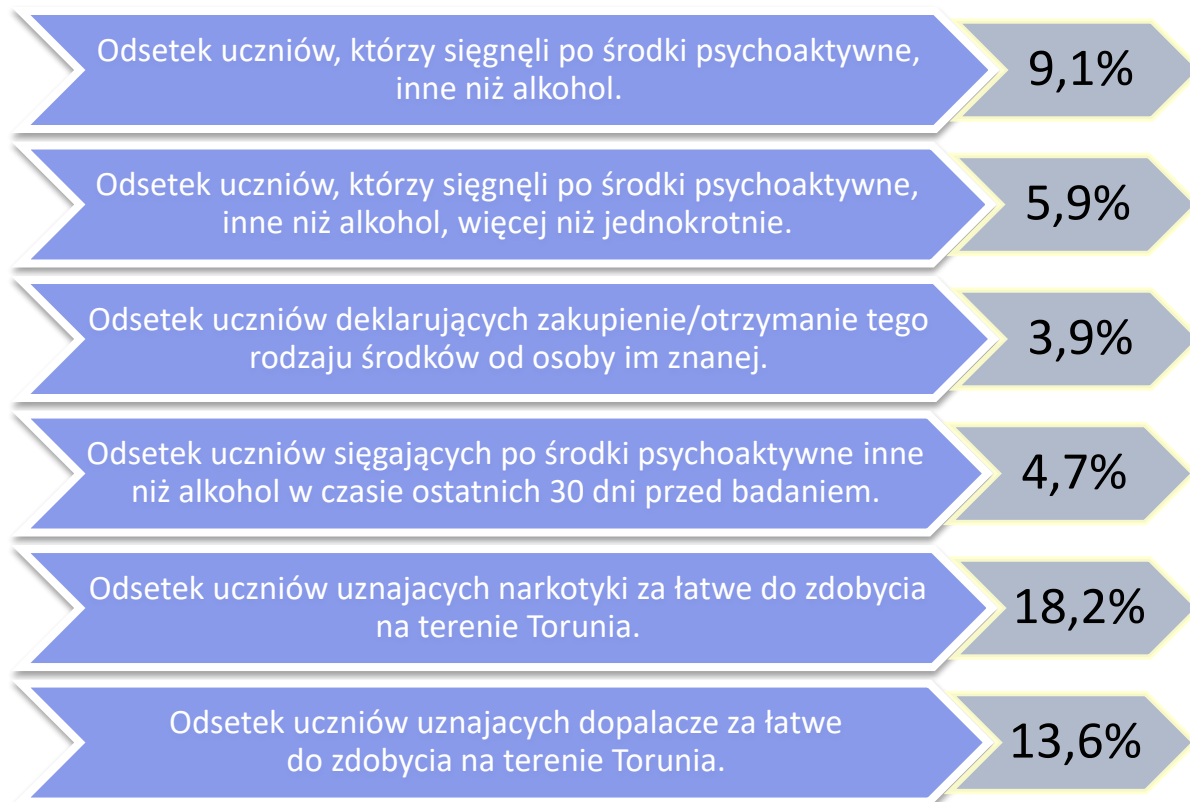 Odsetek uczniów, którzy sięgnęli po środki psychoaktywne,
inne niż alkohol.
9,1%
Odsetek uczniów, którzy sięgnęli po środki psychoaktywne,
inne niż alkohol, więcej niż jednokrotnie.
5,9%
Odsetek uczniów deklarujących zakupienie/otrzymanie tego
rodzaju środków od osoby im znanej.
3,9%
Odsetek uczniów sięgających po środki psychoaktywne inne
niż alkohol w czasie ostatnich 30 dni przed badaniem.
4,7%
Odsetek uczniów uznajacych narkotyki za łatwe do zdobycia
na terenie Torunia.
18,2%
Odsetek uczniów uznajacych dopalacze za łatwe
do zdobycia na terenie Torunia.
13,6%